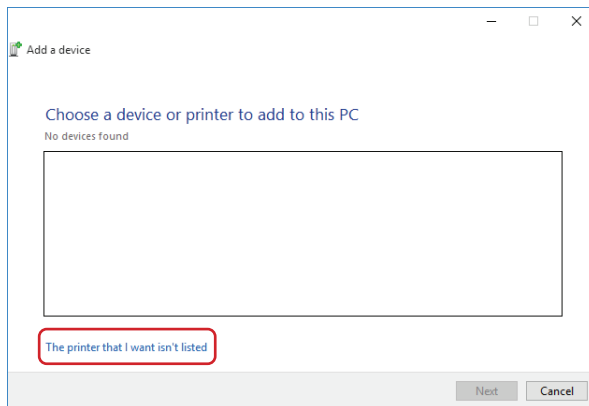 Add a device
Choose a device or printer to add to this PC
No devices found
The printer that I want isn't listed
Next
Cancel